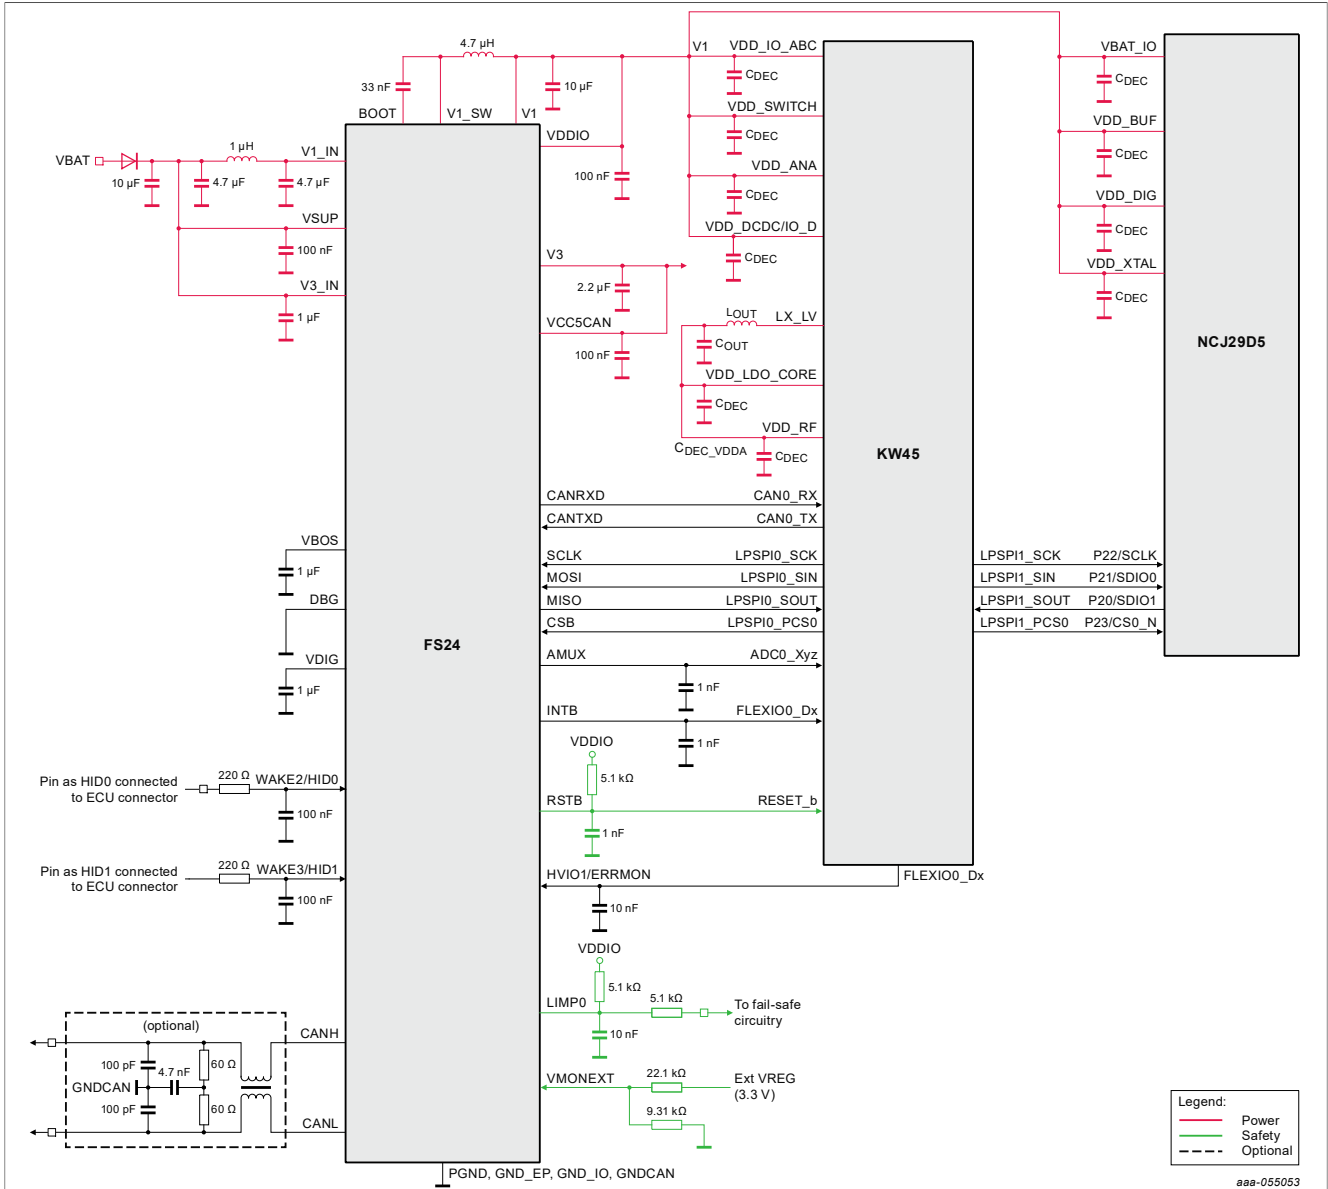 4.7 µH
33 nF
10 µF
BOOT
V1_SW
V1
V1
VDD_IO_ABC
CDEC
VDD_SWITCH
CDEC
VDD_ANA
CDEC
VDD_DCDC/IO_D
CDEC
VBAT_IO
CDEC
VDD_BUF
CDEC
VDD_DIG
CDEC
VDD_XTAL
CDEC
VBAT
10 µF
4.7 µF
1 µH
4.7 µF
V1_IN
VSUP
100 nF
V3_IN
1 µF
VDDIO
100 nF
V3
2.2 µF
VCC5CAN
100 nF
LOUT
LX_LV
COUT
VDD_LDO_CORE
CDEC
VDD_RF
CDEC_VDDA
CDEC
FS24
KW45
NCJ29D5
CANRXD CAN0_RX
CANTXD CAN0_TX
SCLK LPSPI0_SCK
MOSI LPSPI0_SIN
MISO LPSPI0_SOUT
CSB LPSPI0_PCS0
AMUX ADC0_Xyz
1 nF
INTB FLEXIO0_Dx
1 nF
LPSPI1_SCK P22/SCLK
LPSPI1_SIN P21/SDIO0
LPSPI1_SOUT P20/SDIO1
LPSPI1_PCS0 P23/CS0_N
VBOS
1 µF
DBG
VDIG
1 µF
VDDIO
5.1 kΩ
RSTB RESET_b
1 nF
Pin as HID0 connected
to ECU connector
220 Ω
WAKE2/HID0
100 nF
Pin as HID1 connected
to ECU connector
220 Ω
WAKE3/HID1
100 nF
HVIO1/ERRMON
FLEXIO0_Dx
10 nF
VDDIO
5.1 kΩ
LIMP0
5.1 kΩ
10 nF
To fail-safe
circuitry
VMONEXT
22.1 kΩ
Ext VREG
(3.3 V)
9.31 kΩ
(optional)
CANH
100 pF
4.7 nF
60 Ω
GNDCAN
100 pF
60 Ω
CANL
PGND, GND_EP, GND_IO, GNDCAN
Legend:
Power
Safety
Optional
aaa-055053